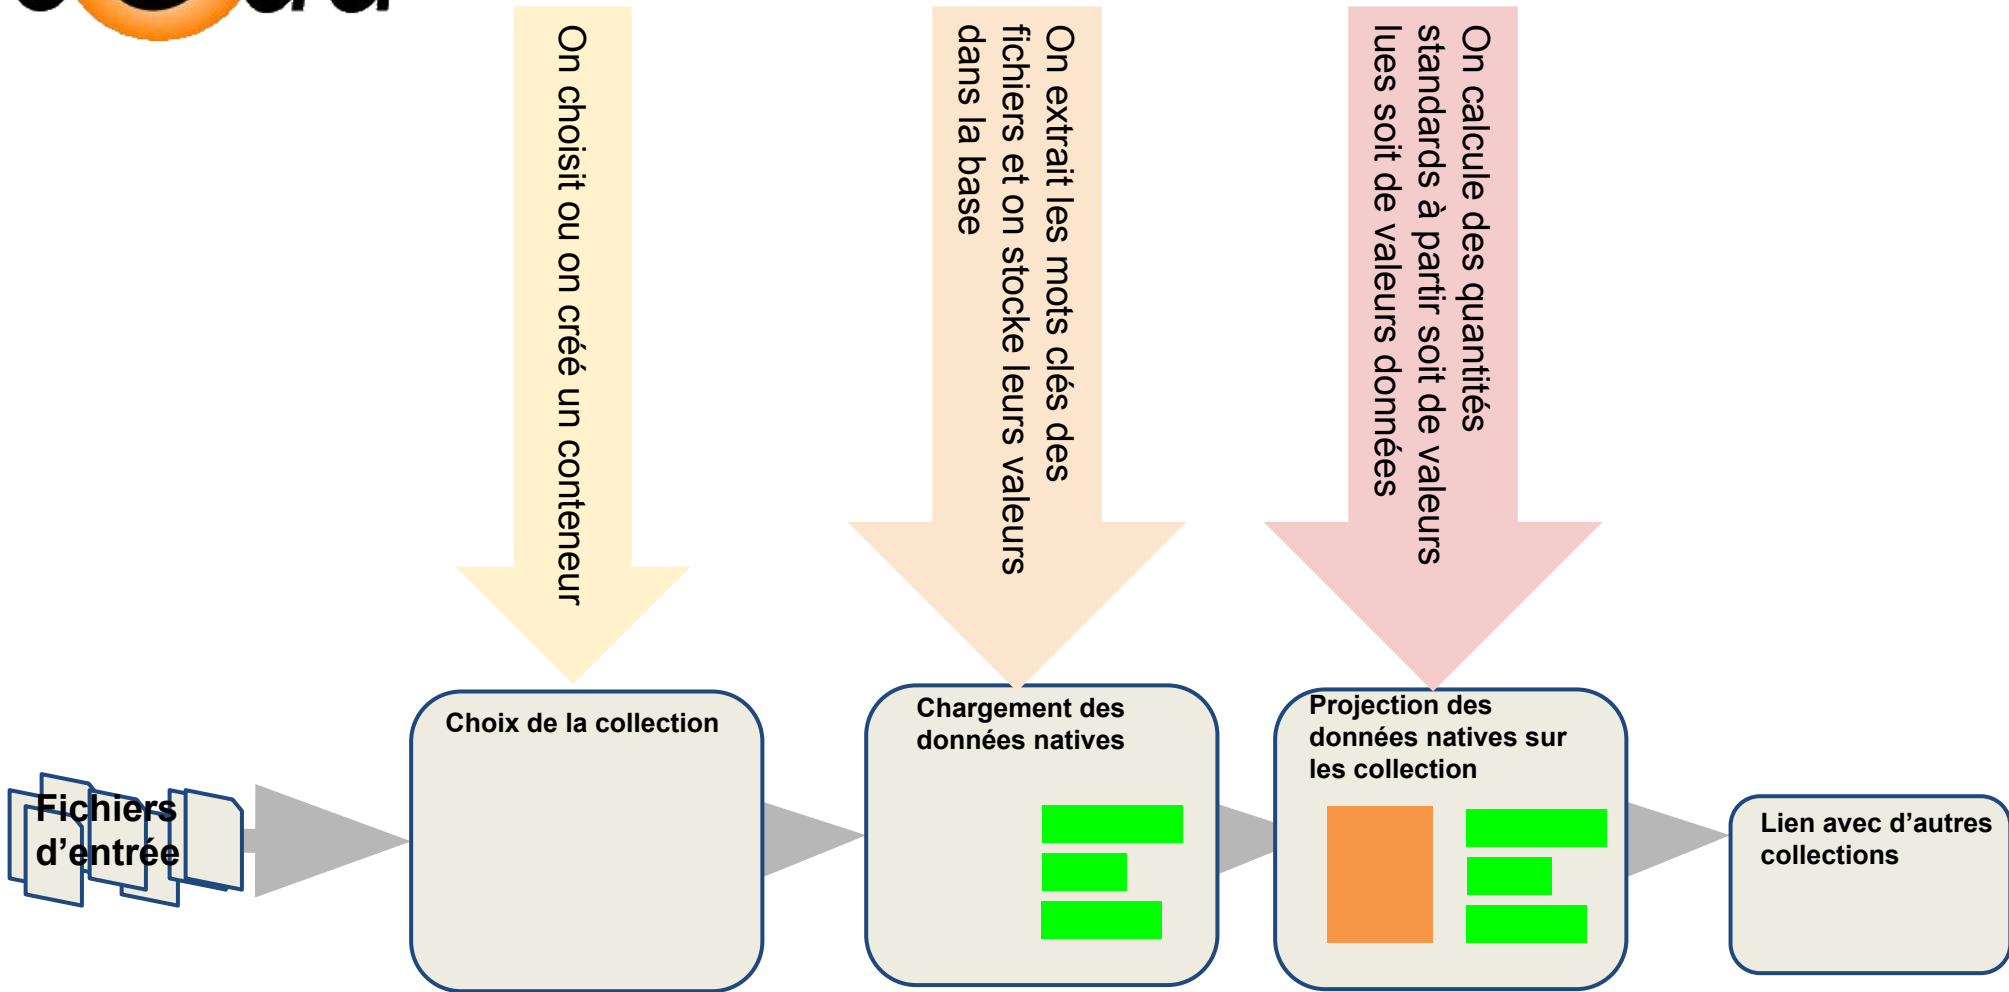 On choisit ou on créé un conteneur
On extrait les mots clés des
fichiers et on stocke leurs valeurs
dans la base
On calcule des quantités
standards à partir soit de valeurs
lues soit de valeurs données
Fichiers
d’entrée
Choix de la collection
Chargement des
données natives
Projection des
données natives sur
les collection
Lien avec d’autres
collections